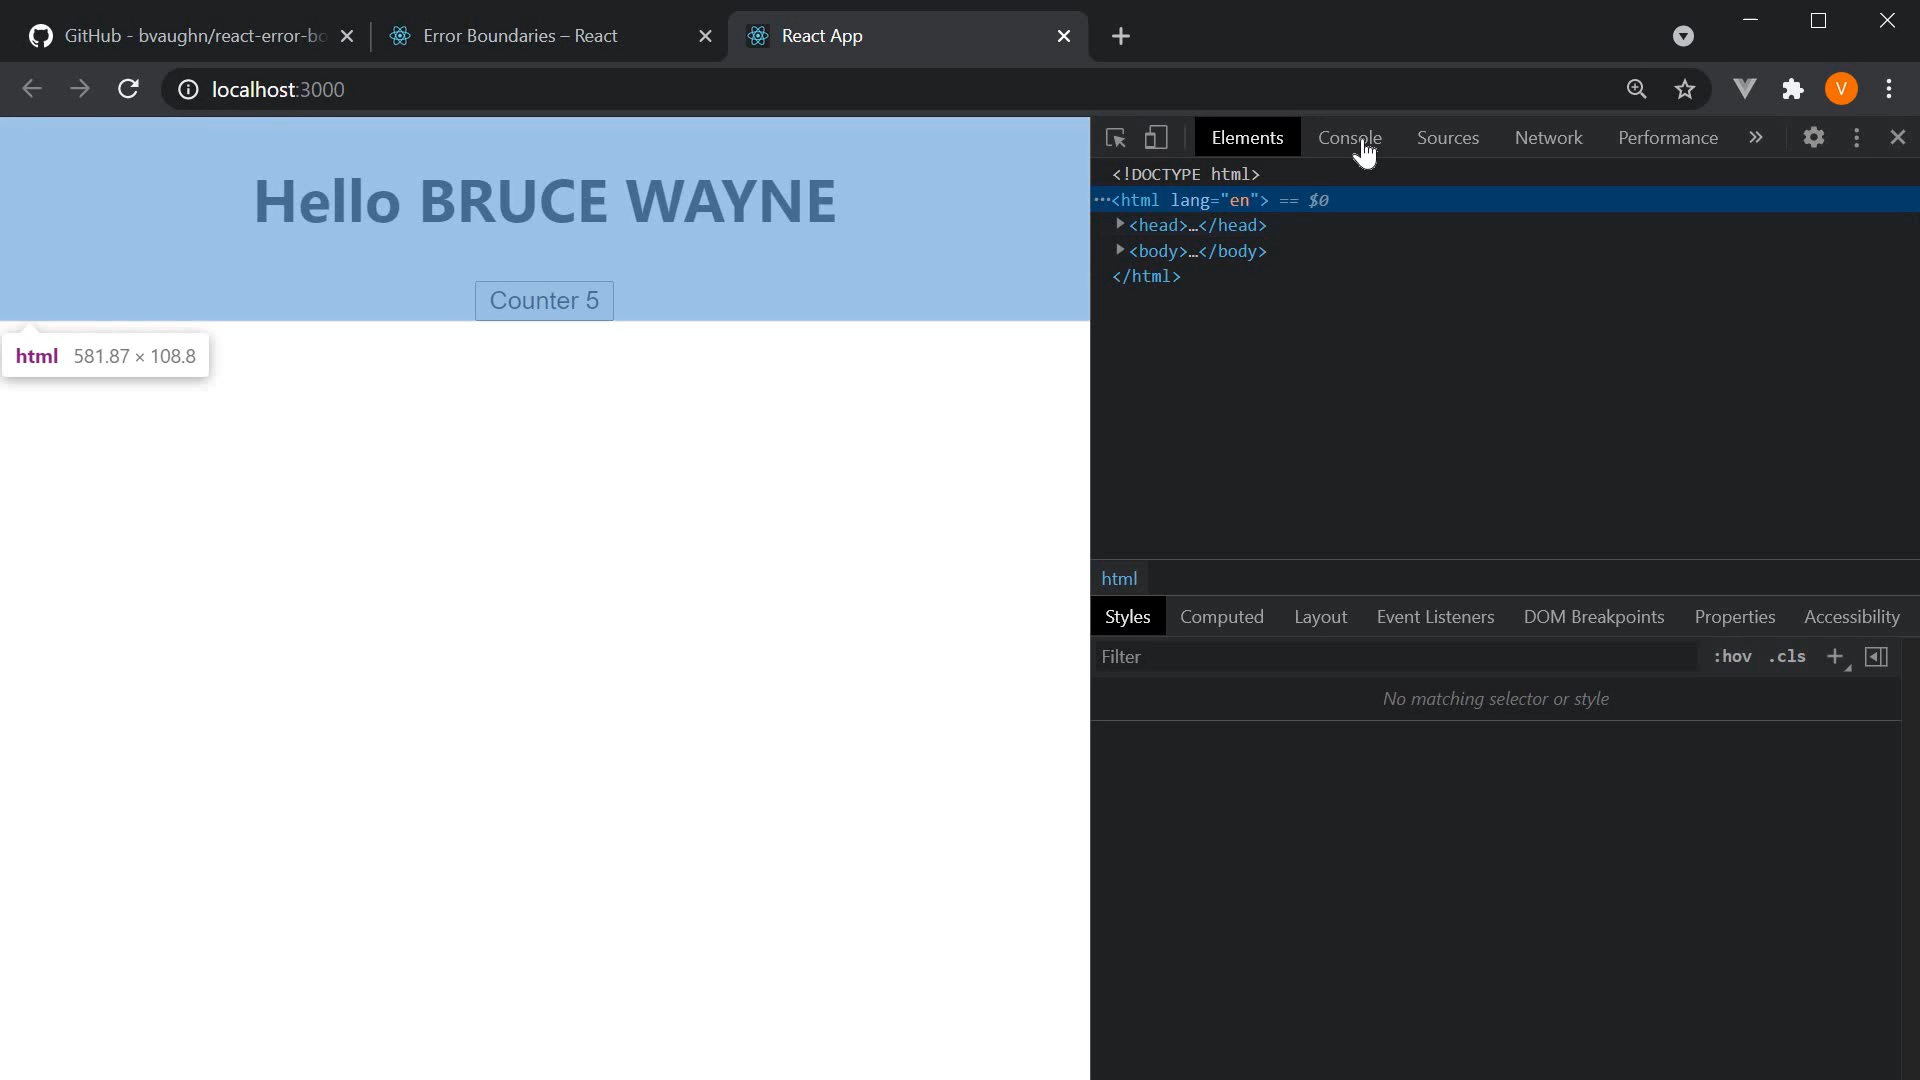 GitHub - bvaughn/react-error-bo
Error Boundaries – React
React App
localhost:3000
V
Elements Console Sources Network Performance »
<!DOCTYPE html>
…<html lang="en"> == $0
<head>…</head>
<body>…</body>
</html>
Hello BRUCE WAYNE
Counter 5
html 581.87 × 108.8
html
Styles Computed Layout Event Listeners DOM Breakpoints Properties Accessibility
Filter :hov .cls +
No matching selector or style